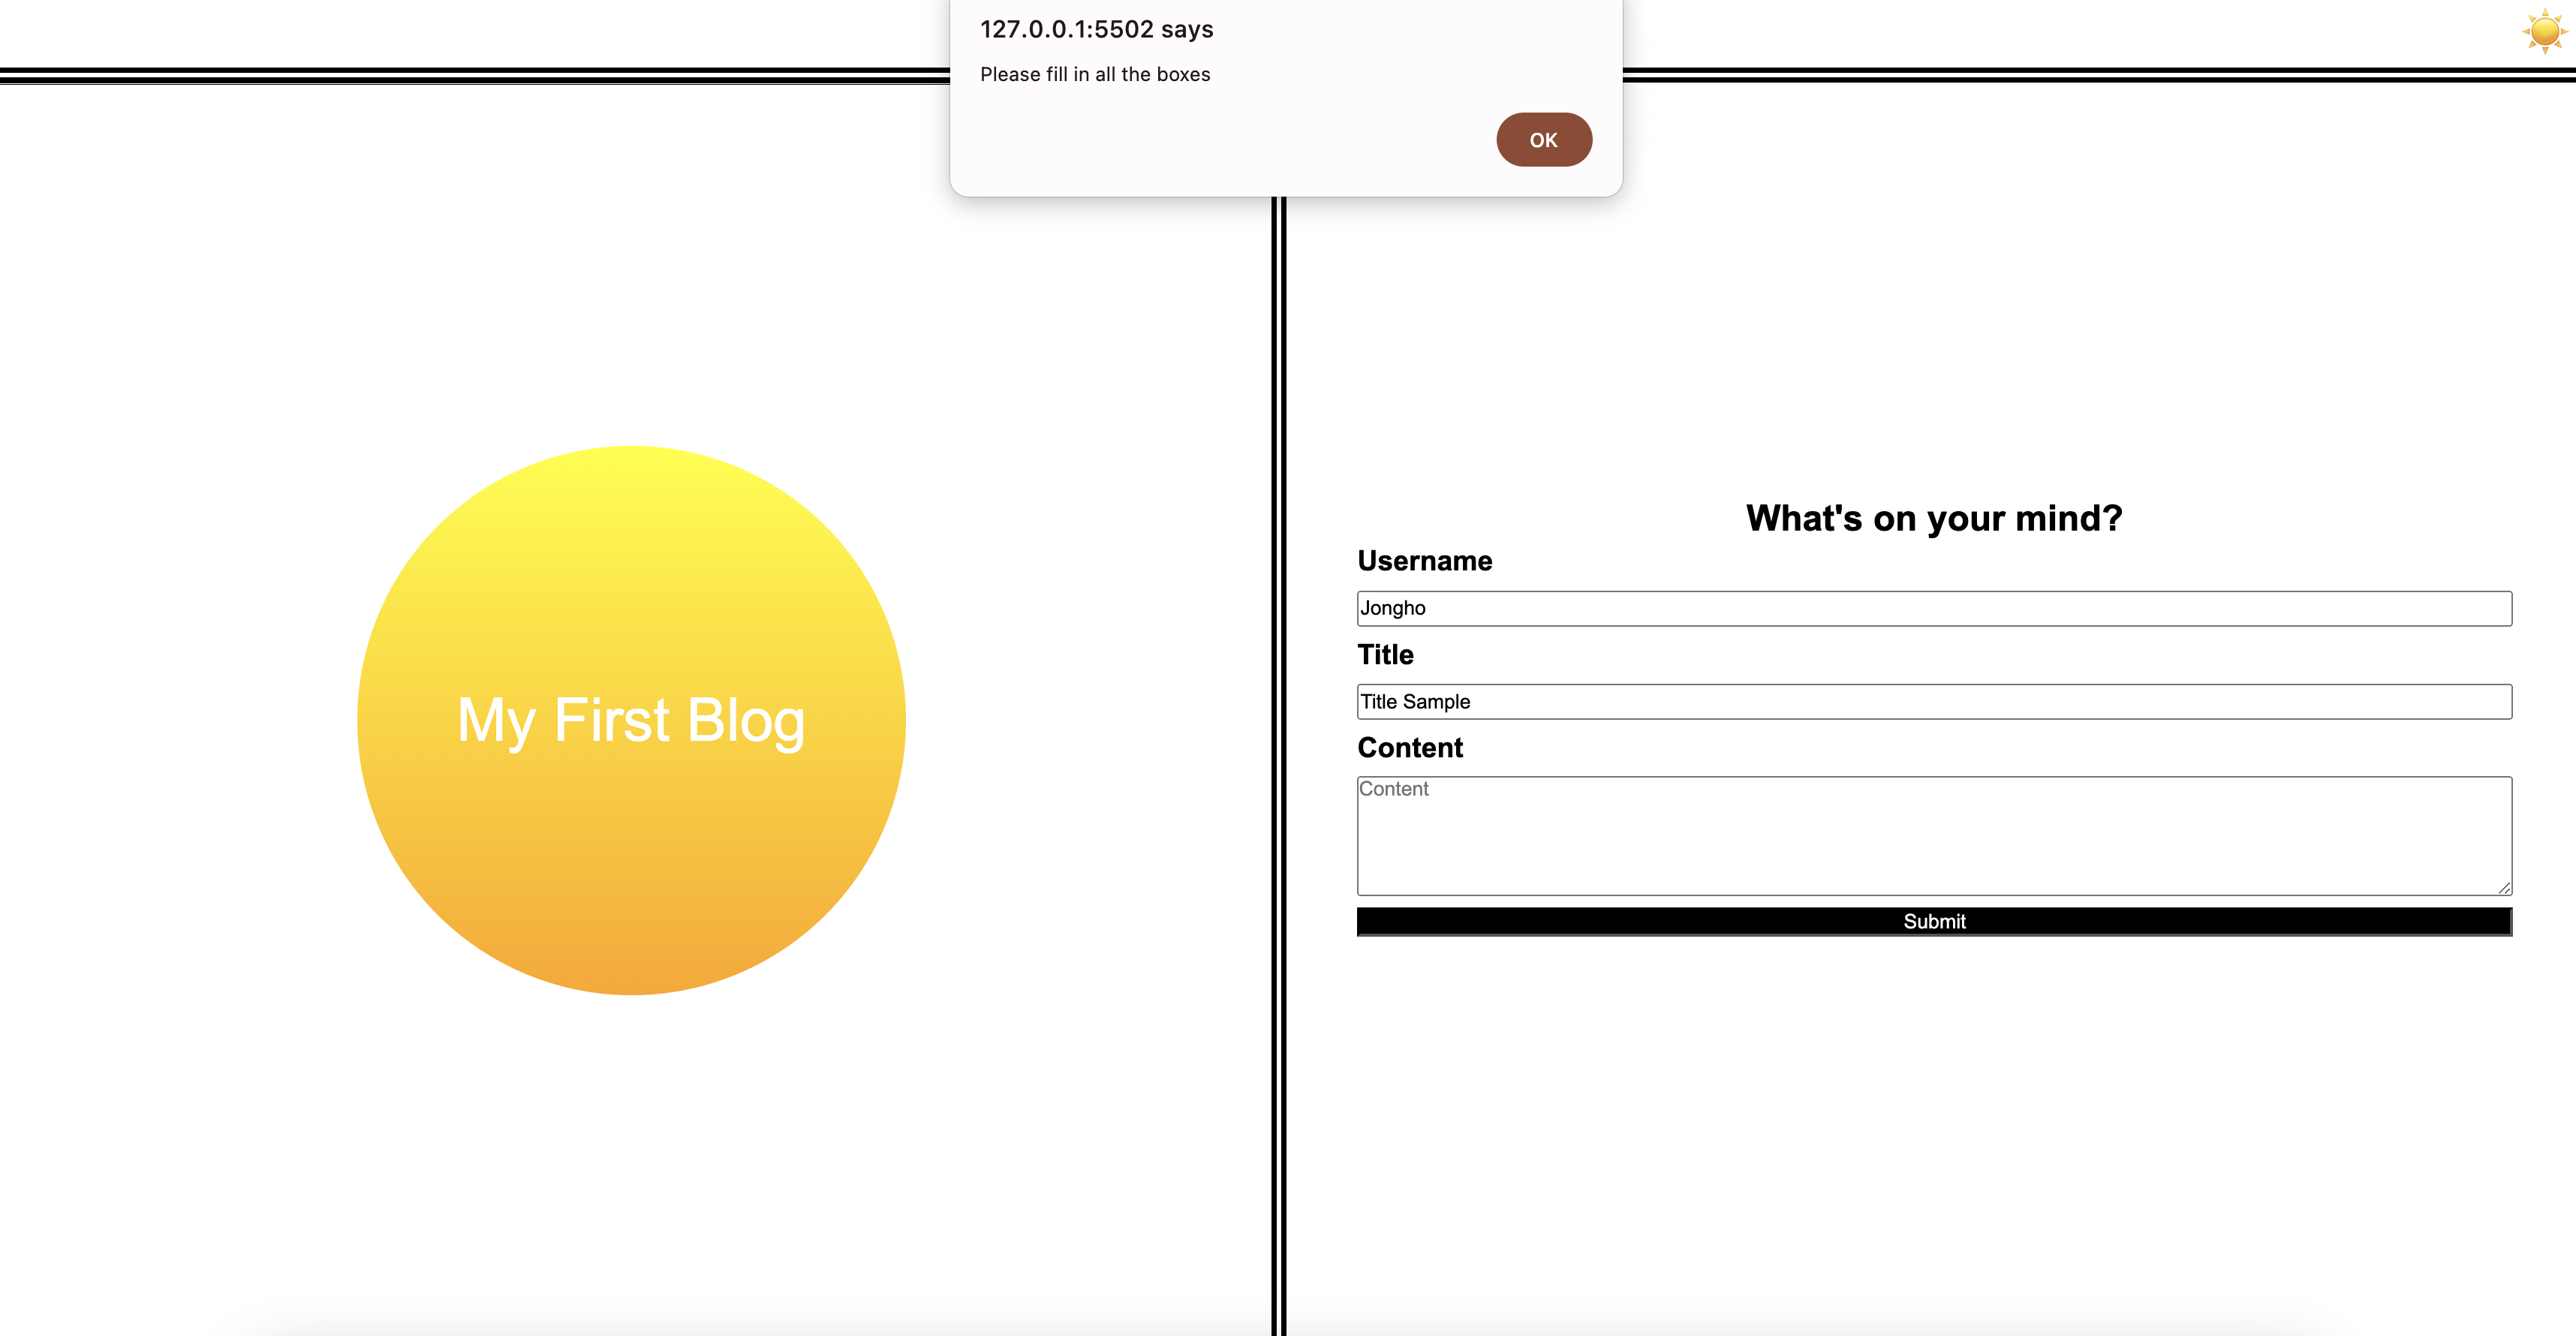 127.0.0.1:5502 says
Please fill in all the boxes
OK
My First Blog
What's on your mind?
Username
Jongho
Title
Title Sample
Content
Content
Submit